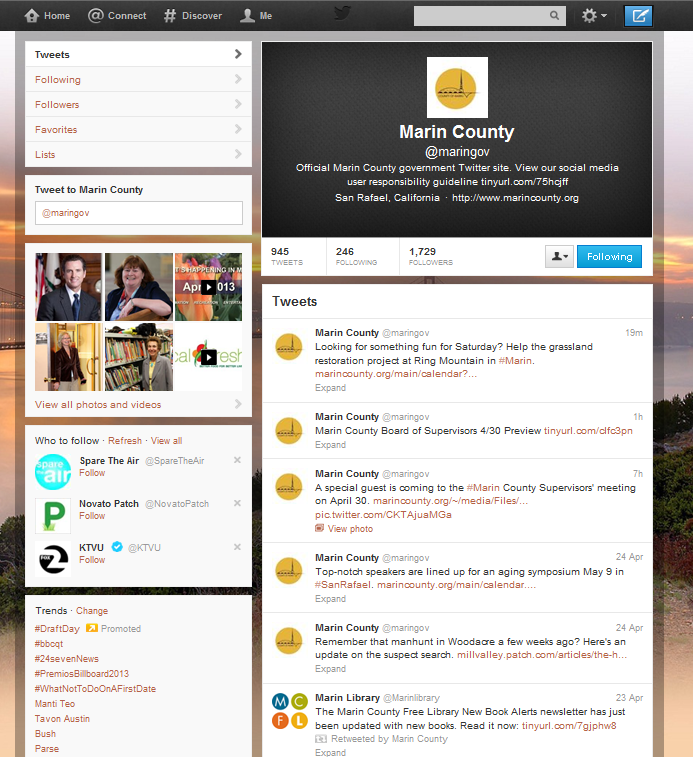 Home
Connect
Discover
Me
Tweets
Following
Followers
Favorites
Lists
Tweet to Marin County
@maringov
T'S HAPPENING IN M
Apr 2013
View all photos and videos
Who to follow · Refresh · View all
spare the air
Spare The Air @SpareTheAir
Follow
P
Novato Patch @NovatoPatch
Follow
2
KTVU @KTVU
Follow
Trends · Change
#DraftDay Promoted
#bbcqt
#24sevenNews
#PremiosBillboard2013
#WhatNotToDoOnAFirstDate
Manti Teo
Tavon Austin
Bush
Parse
Marin County
@maringov
Official Marin County government Twitter site. View our social media
user responsibility guideline tinyurl.com/75hcjff
San Rafael, California · http://www.marincounty.org
945 246 1,729
TWEETS FOLLOWING FOLLOWERS
Following
Tweets
Marin County @maringov 19m
Looking for something fun for Saturday? Help the grassland
restoration project at Ring Mountain in #Marin.
marincounty.org/main/calendar?...
Expand
Marin County @maringov 1h
Marin County Board of Supervisors 4/30 Preview tinyurl.com/clfc3pn
Expand
Marin County @maringov 7h
A special guest is coming to the #Marin County Supervisors' meeting
on April 30. marincounty.org/~/media/Files/...
pic.twitter.com/CKTAjuaMGa
View photo
Marin County @maringov 24 Apr
Top-notch speakers are lined up for an aging symposium May 9 in
#SanRafael. marincounty.org/main/calendar....
Expand
Marin County @maringov 24 Apr
Remember that manhunt in Woodacre a few weeks ago? Here's an
update on the suspect search. millvalley.patch.com/articles/the-h...
Expand
M C
F L
Marin Library @Marinlibrary 23 Apr
The Marin County Free Library New Book Alerts newsletter has just
been updated with new books. Read it now: tinyurl.com/7gjphw8
Retweeted by Marin County
Expand